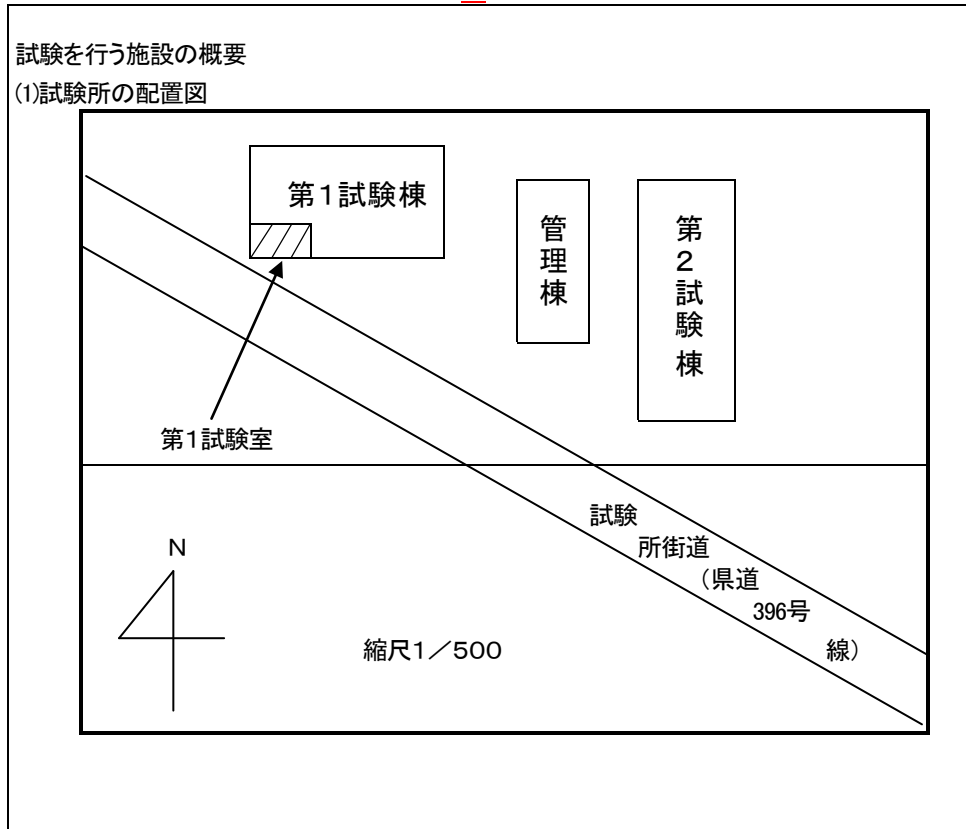 試験を行う施設の概要
(1)試験所の配置図
第1試験棟
管理棟
第2試験棟
第1試験室
試験
所街道
(県道
396号
線)
N
縮尺1/500